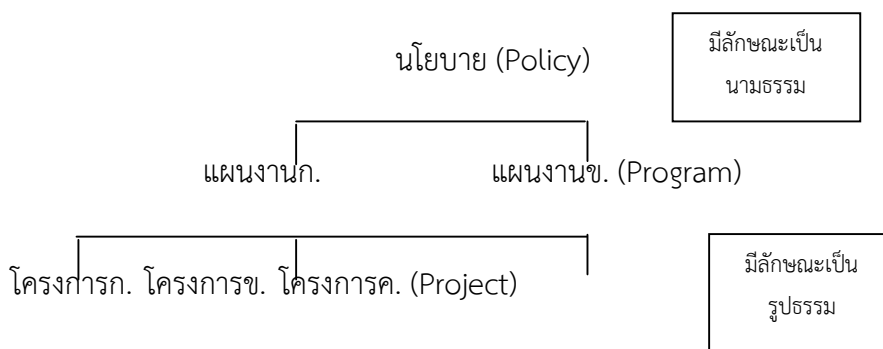 มีลักษณะเป็น
นามธรรม
นโยบาย (Policy)
แผนงานก. แผนงานข. (Program)
โครงการก. โครงการข. โครงการค. (Project)
มีลักษณะเป็น
รูปธรรม